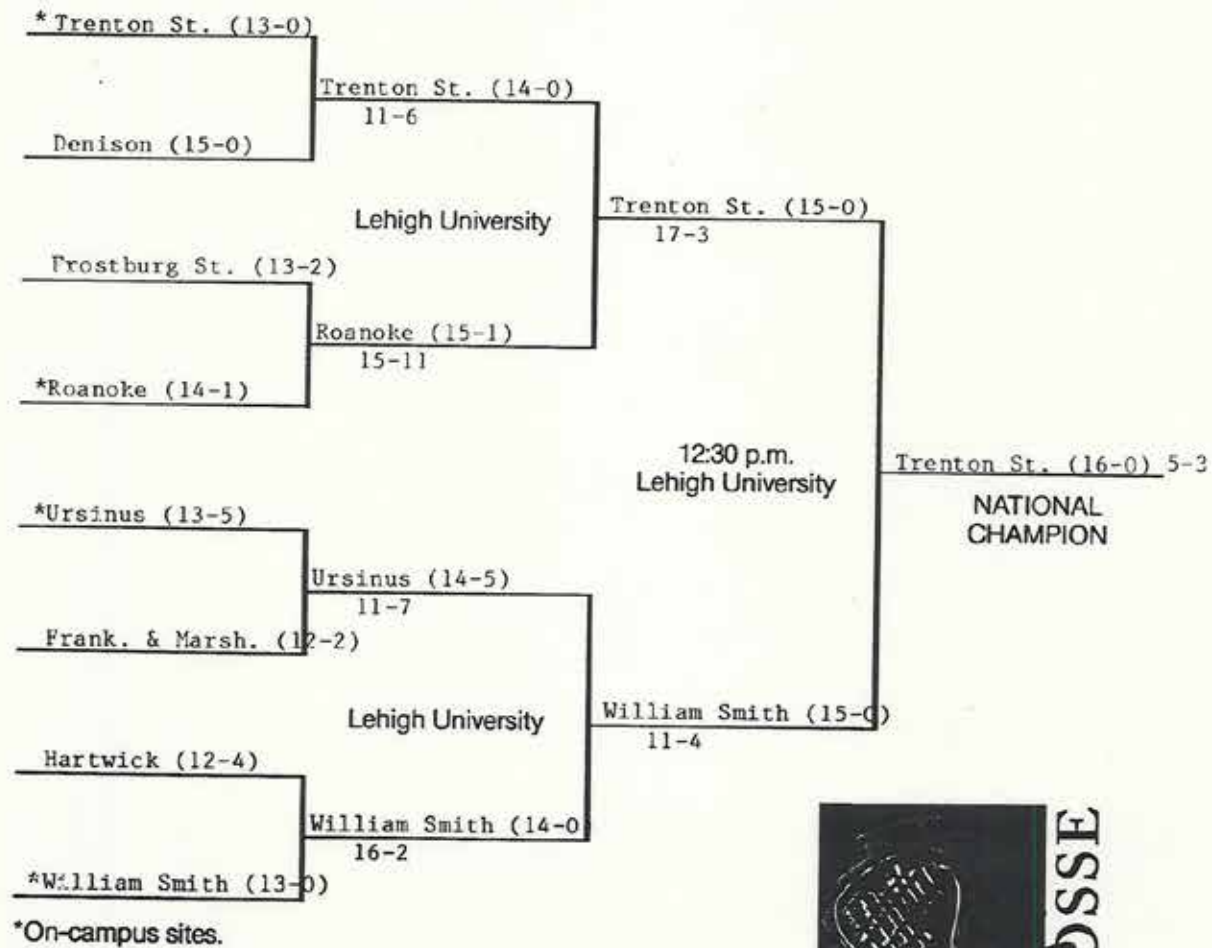 *Trenton St. (13-0)
Trenton St. (14-0)
11-6
Denison (15-0)
Lehigh University
Trenton St. (15-0)
17-3
Frostburg St. (13-2)
Roanoke (15-1)
15-11
*Roanoke (14-1)
12:30 p.m.
Lehigh University
Trenton St. (16-0) 5-3
NATIONAL
CHAMPION
*Ursinus (13-5)
Ursinus (14-5)
11-7
Frank. & Marsh. (12-2)
Lehigh University
William Smith (15-0)
11-4
Hartwick (12-4)
William Smith (14-0
16-2
*William Smith (13-0)
*On-campus sites.
OSSE